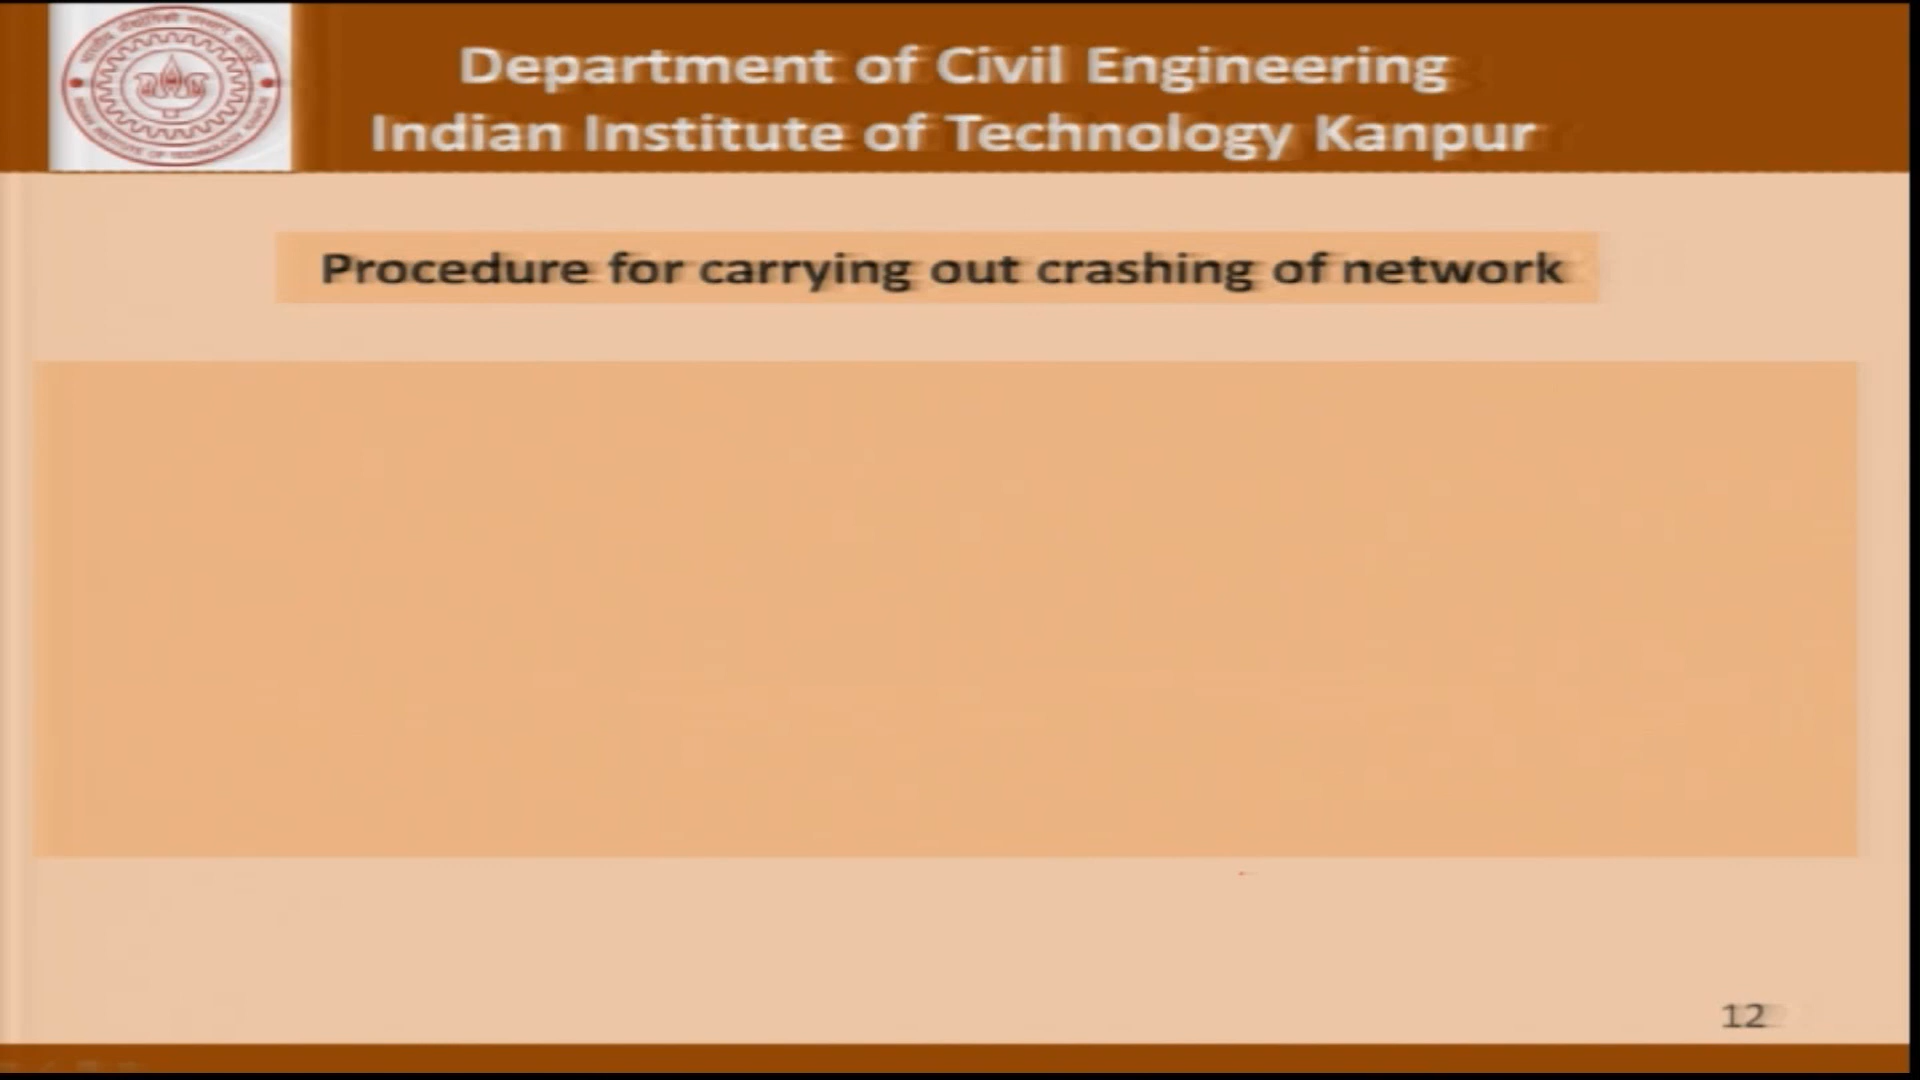 Department of Civil Engineering
Indian Institute of Technology Kanpur
Procedure for carrying out crashing of network
12